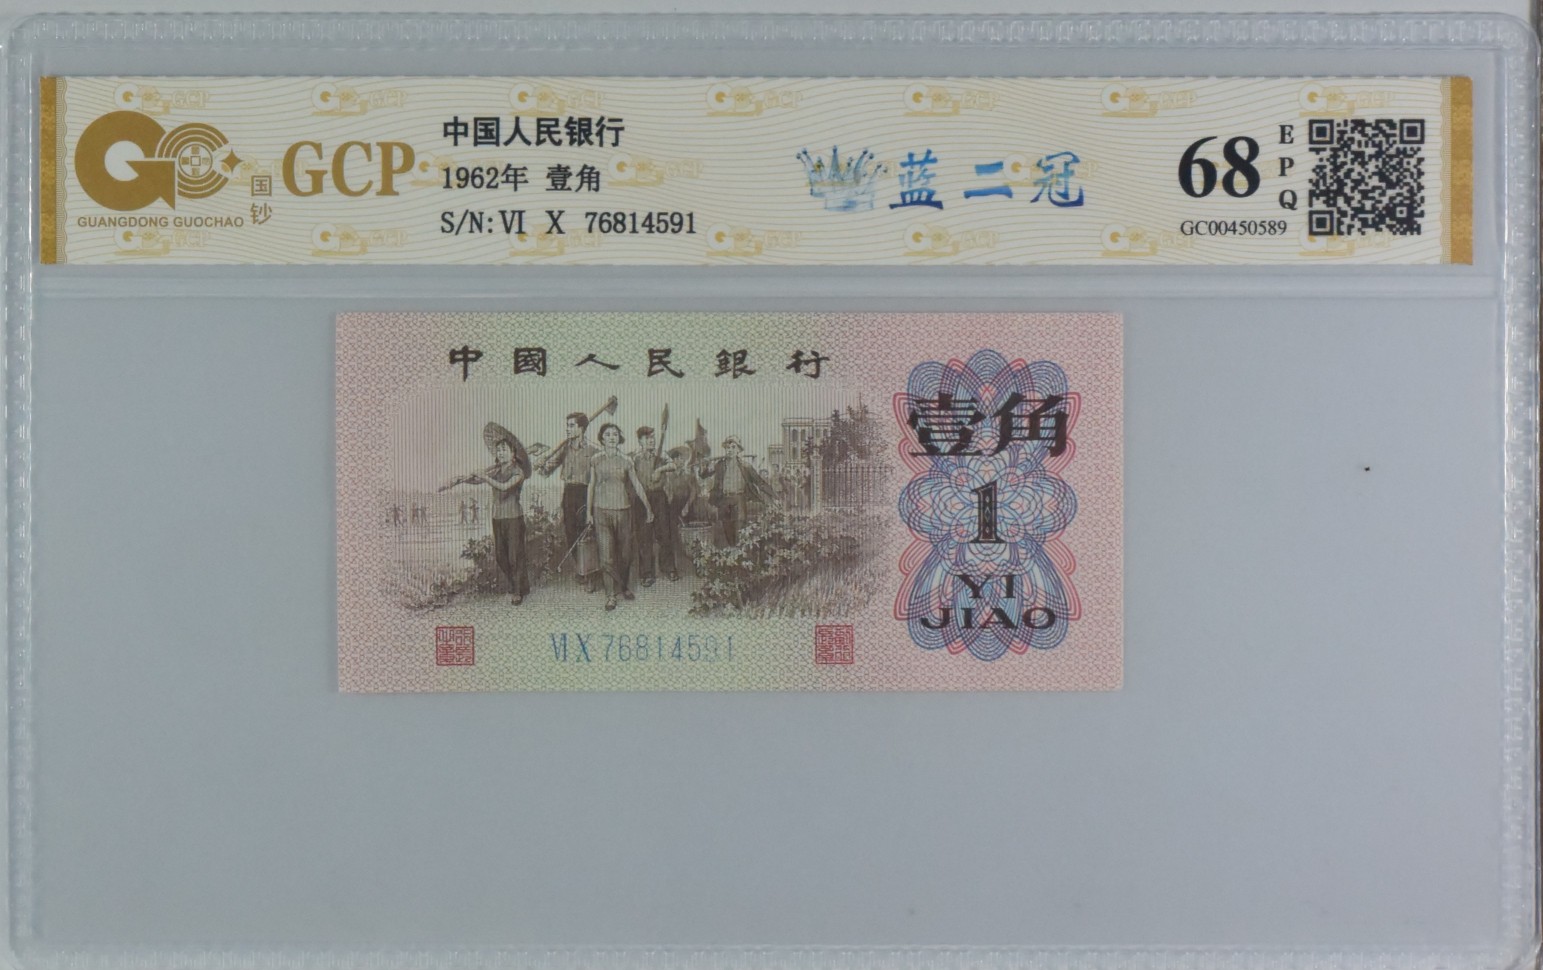 GUANGDONG GUOCHAO
国钞
GCP
中国人民银行
1962年 壹角
S/N: VI X 76814591
蓝二冠
68
EPQ
GC00450589
中國人民銀行
壹角
1
YI
JIAO
VI X 76814591